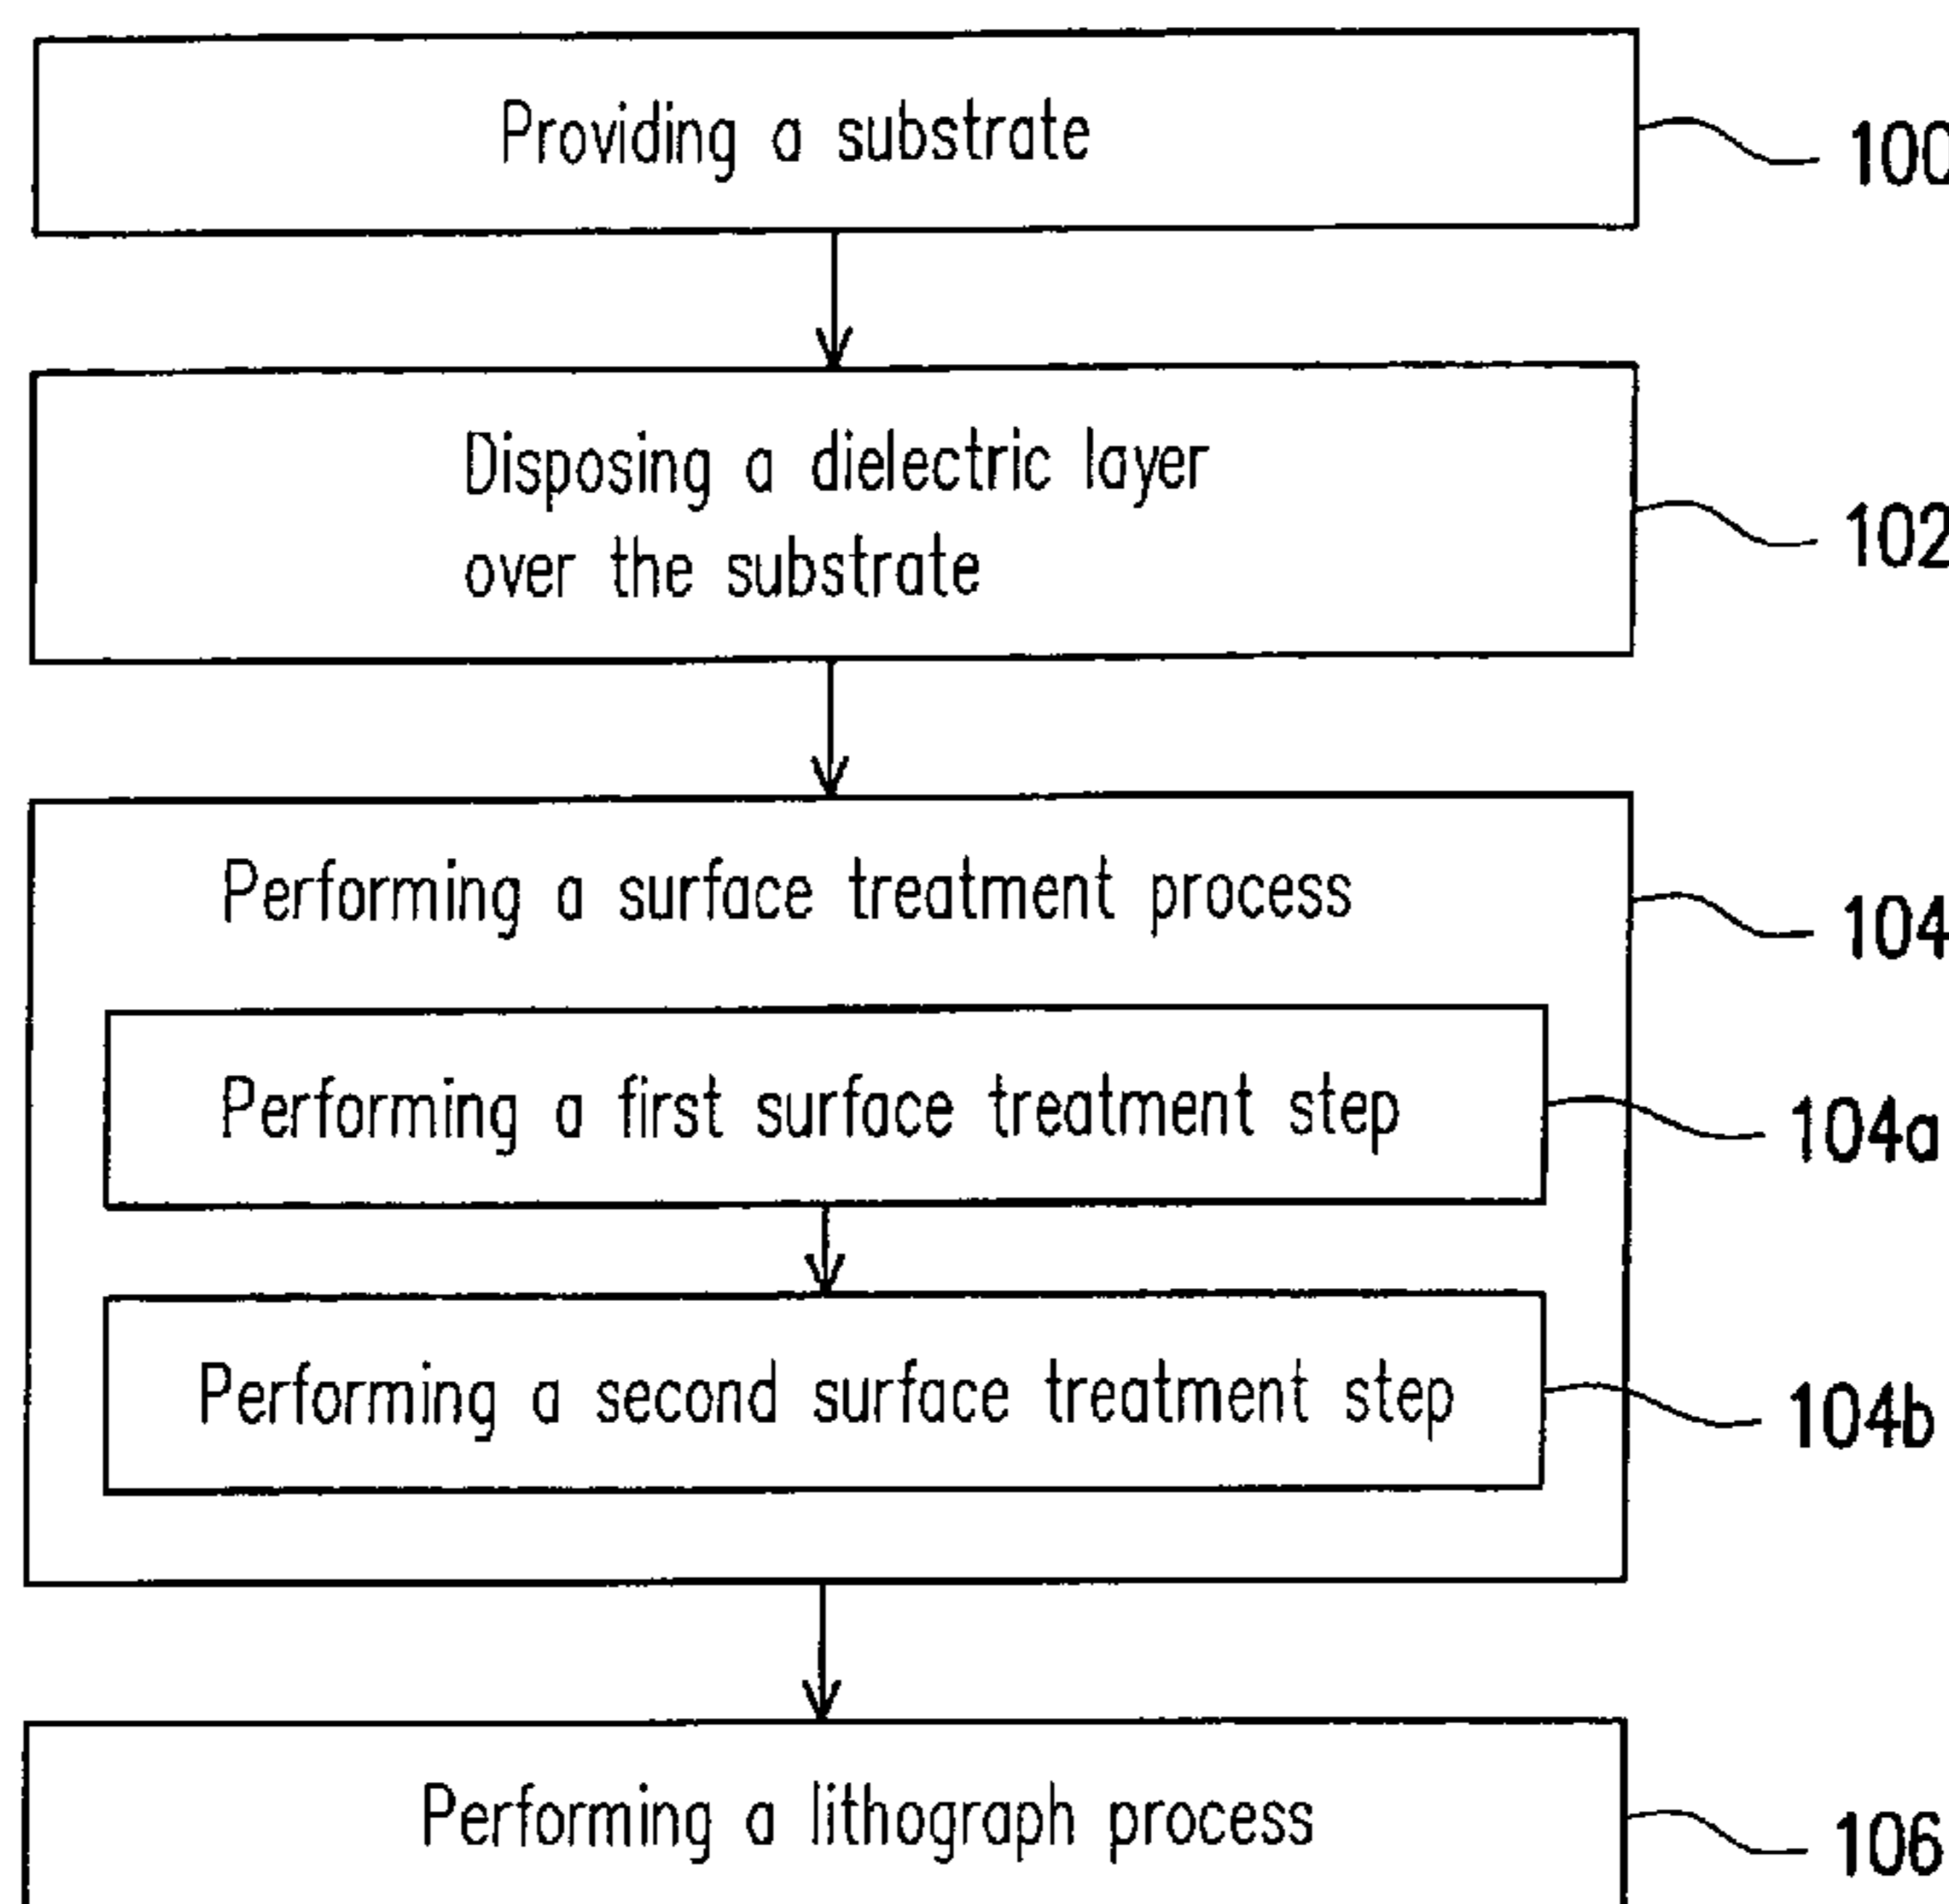 Providing a substrate
100
Disposing a dielectric layer
over the substrate
102
Performing a surface treatment process
104
Performing a first surface treatment step
104a
Performing a second surface treatment step
104b
Performing a lithograph process
106